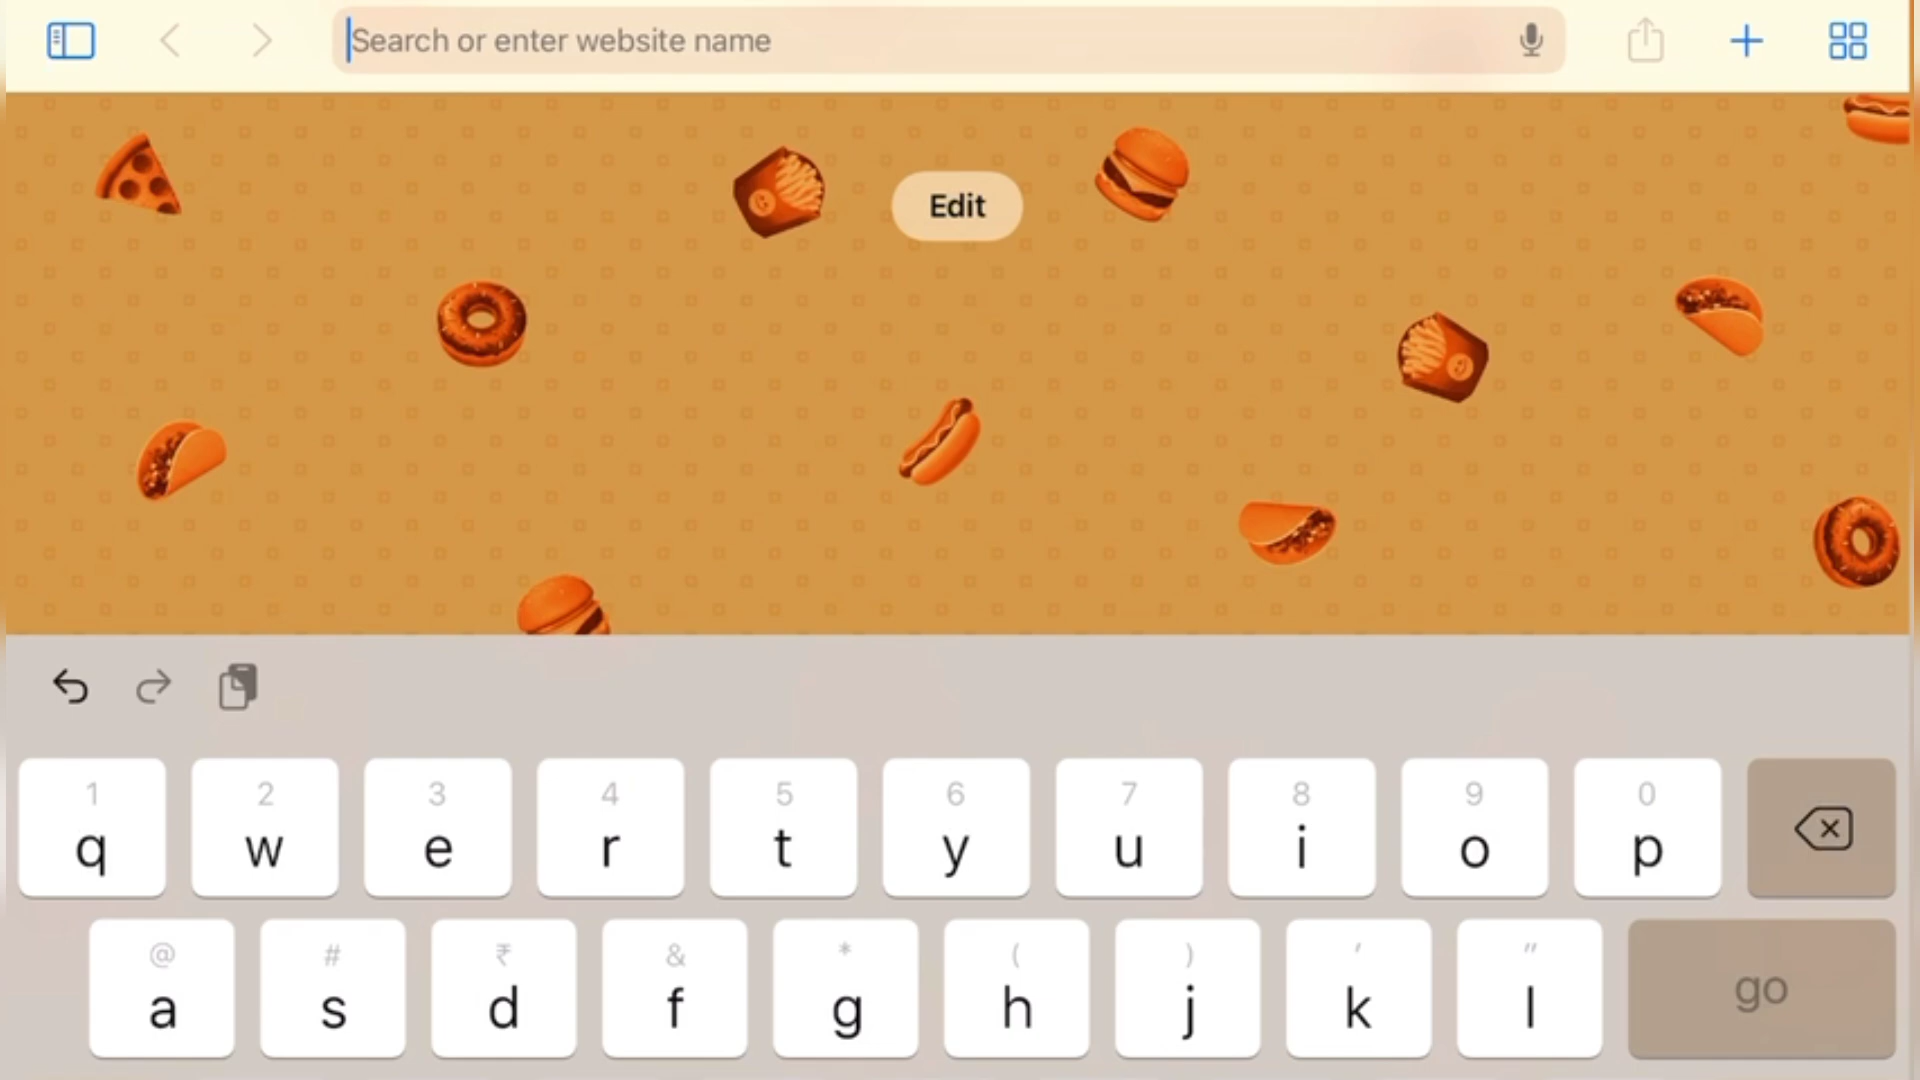 Search or enter website name
Edit
1 2 3 4 5 6 7 8 9 0
q w e r t y u i o p
@ # ₹ & * ( ) ' "
a s d f g h j k l go